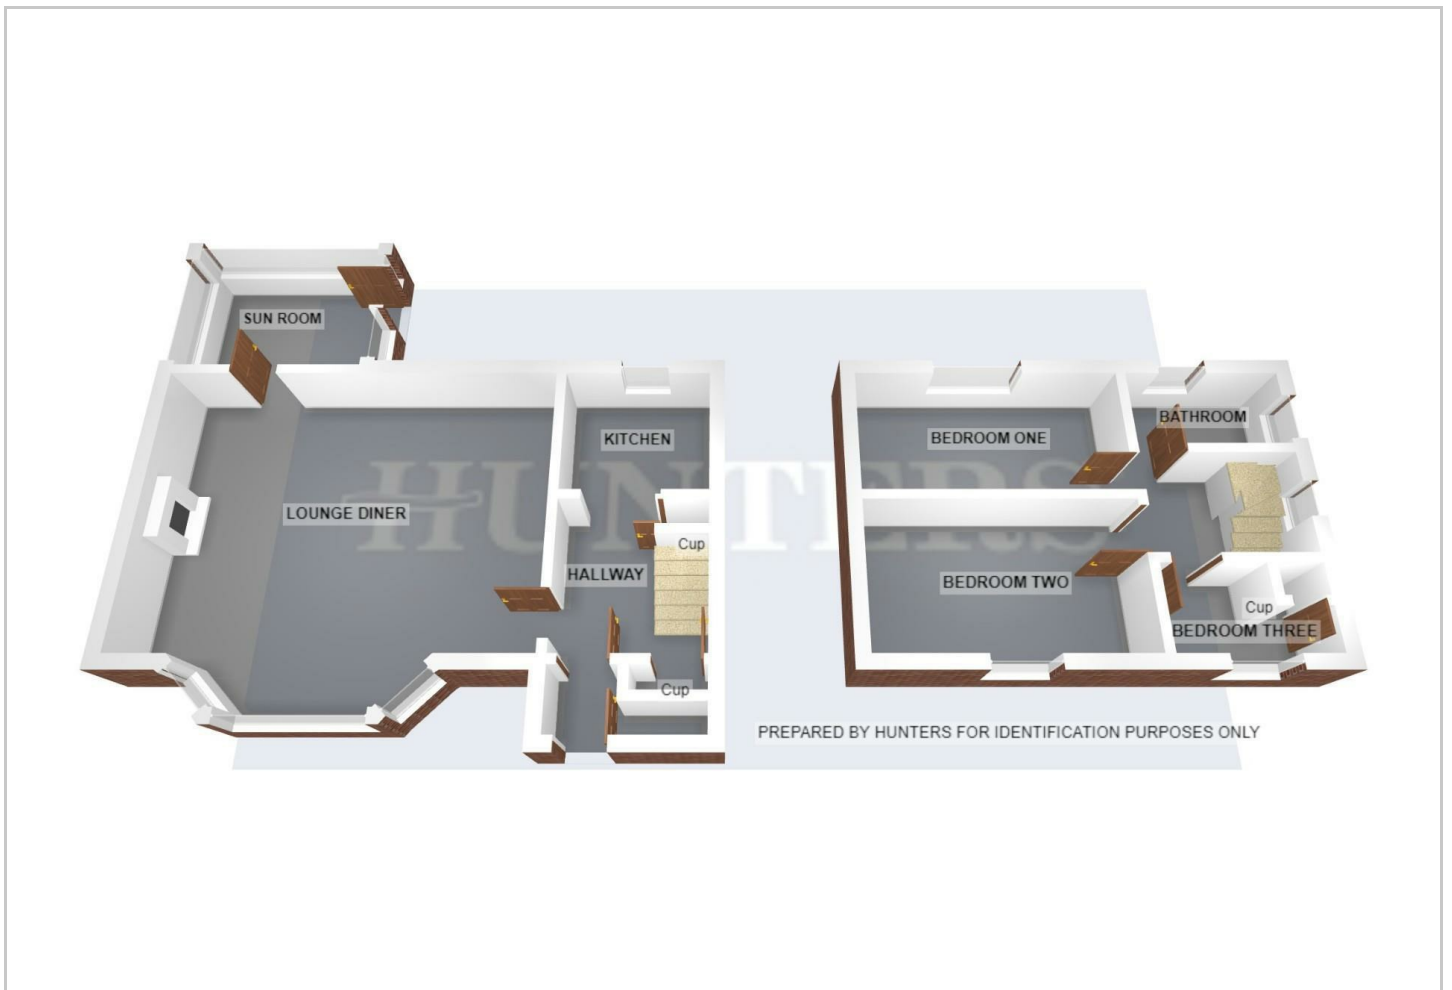 SUN ROOM
KITCHEN
LOUNGE DINER
Cup
HALLWAY
Cup
BEDROOM ONE
BATHROOM
BEDROOM TWO
Cup
BEDROOM THREE
HUNTERS
PREPARED BY HUNTERS FOR IDENTIFICATION PURPOSES ONLY